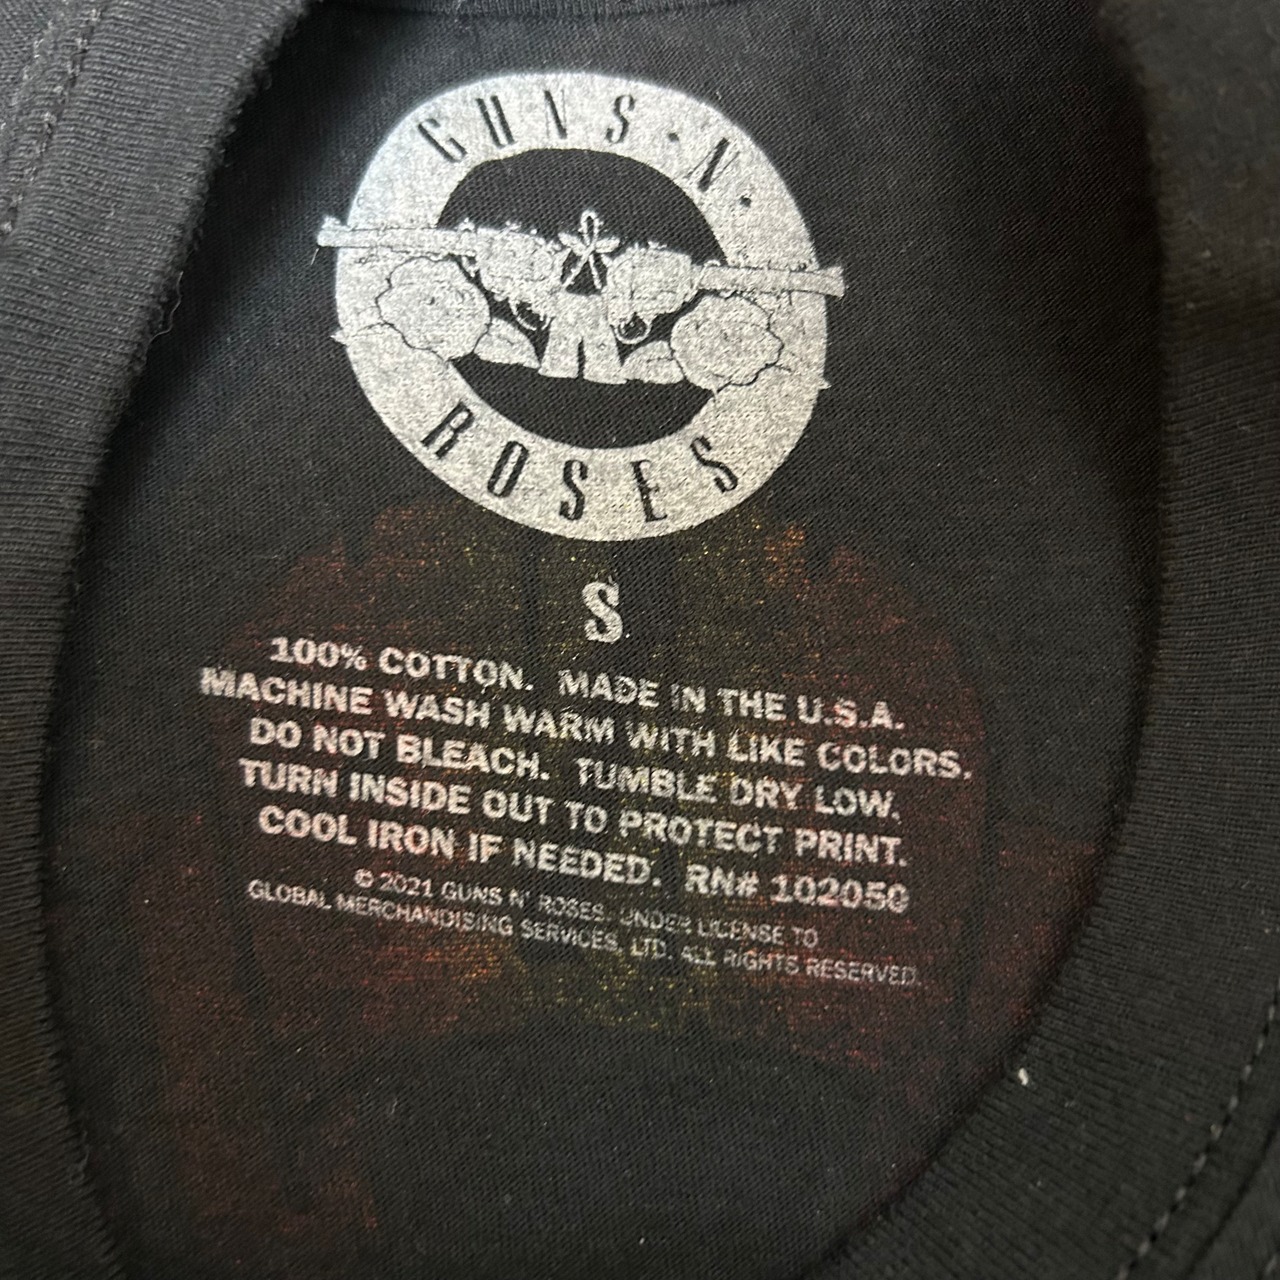 GUNS · N ·
ROSES
S
100% COTTON. MADE IN THE U.S.A.
MACHINE WASH WARM WITH LIKE COLORS.
DO NOT BLEACH. TUMBLE DRY LOW.
TURN INSIDE OUT TO PROTECT PRINT.
COOL IRON IF NEEDED. RN# 102050
© 2021 GUNS N' ROSES. UNDER LICENSE TO
GLOBAL MERCHANDISING SERVICES, LTD. ALL RIGHTS RESERVED.